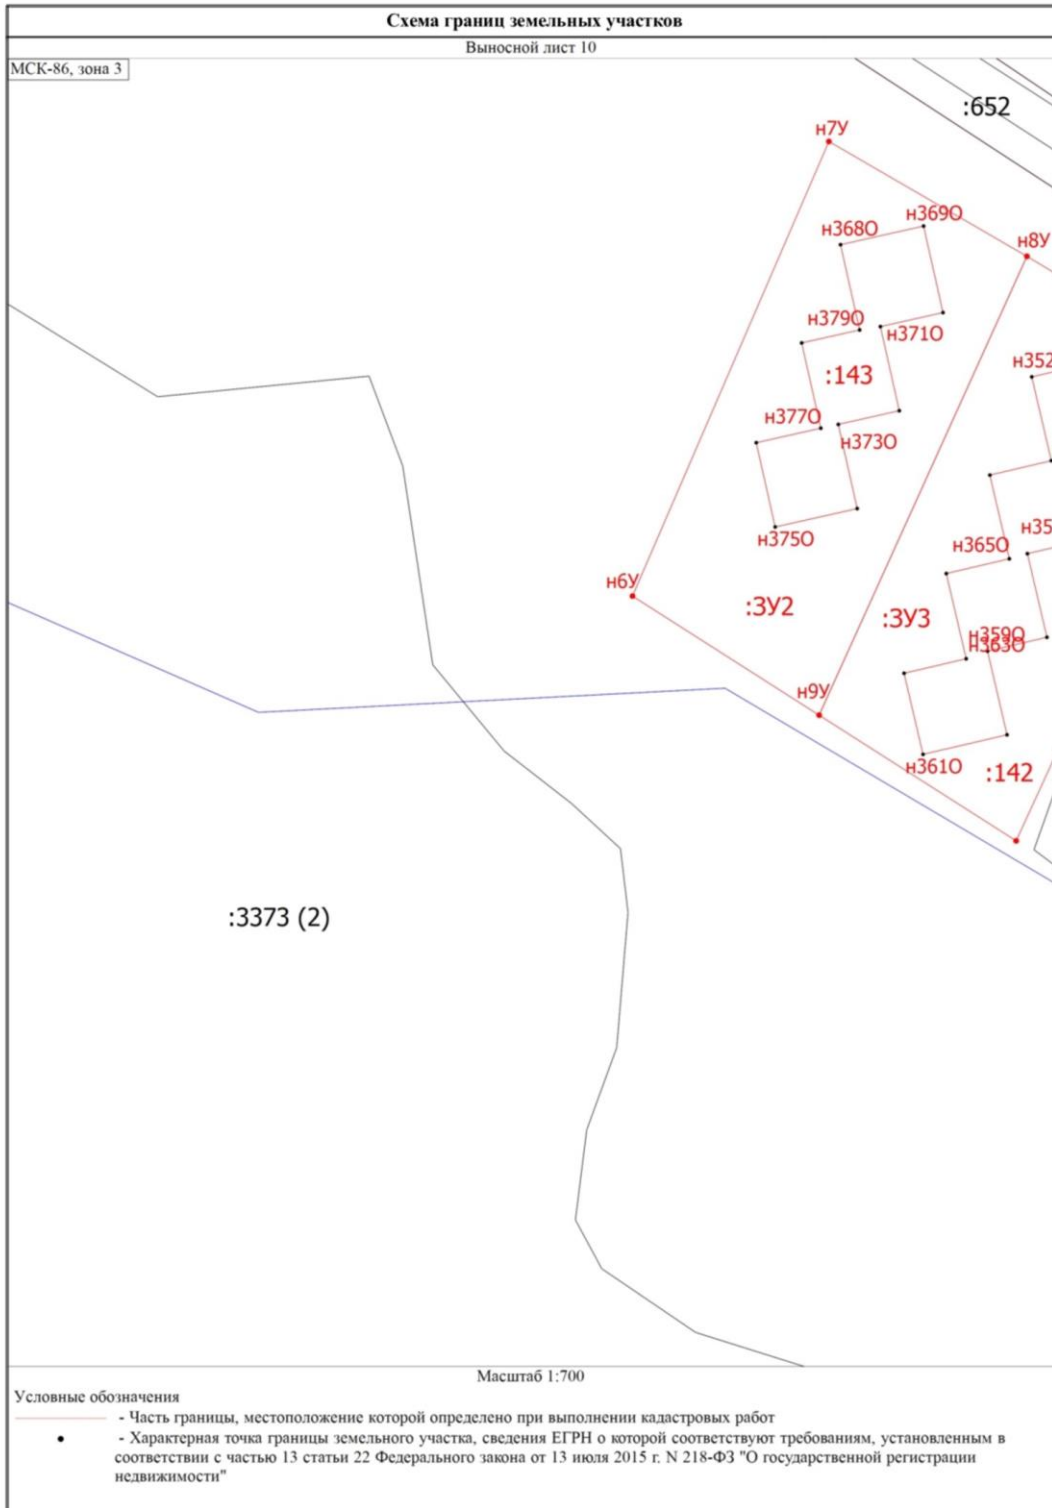 Схема границ земельных участков
Выносной лист 10
МСК-86, зона 3
:652
н7У
н369О
н368О
н8У
н379О
н371О
н352
:143
н377О
н373О
н35
н375О
н365О
н6У
:ЗУ2
:ЗУ3
н359О
н363О
н9У
н361О
:142
:3373 (2)
Масштаб 1:700
Условные обозначения
- Часть границы, местоположение которой определено при выполнении кадастровых работ
- Характерная точка границы земельного участка, сведения ЕГРН о которой соответствуют требованиям, установленным в
соответствии с частью 13 статьи 22 Федерального закона от 13 июля 2015 г. N 218-ФЗ "О государственной регистрации
недвижимости"